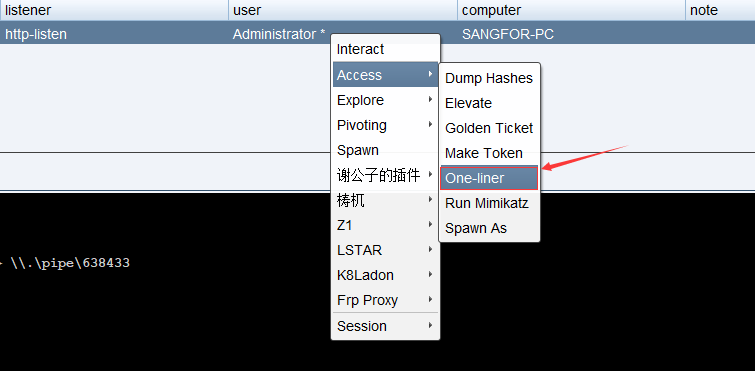 listener user computer note
http-listen Administrator * SANGFOR-PC
Interact
Access
Explore
Pivoting
Spawn
谢公子的插件
梼杌
Z1
LSTAR
K8Ladon
Frp Proxy
Session
Dump Hashes
Elevate
Golden Ticket
Make Token
One-liner
Run Mimikatz
Spawn As
\\.\pipe\638433